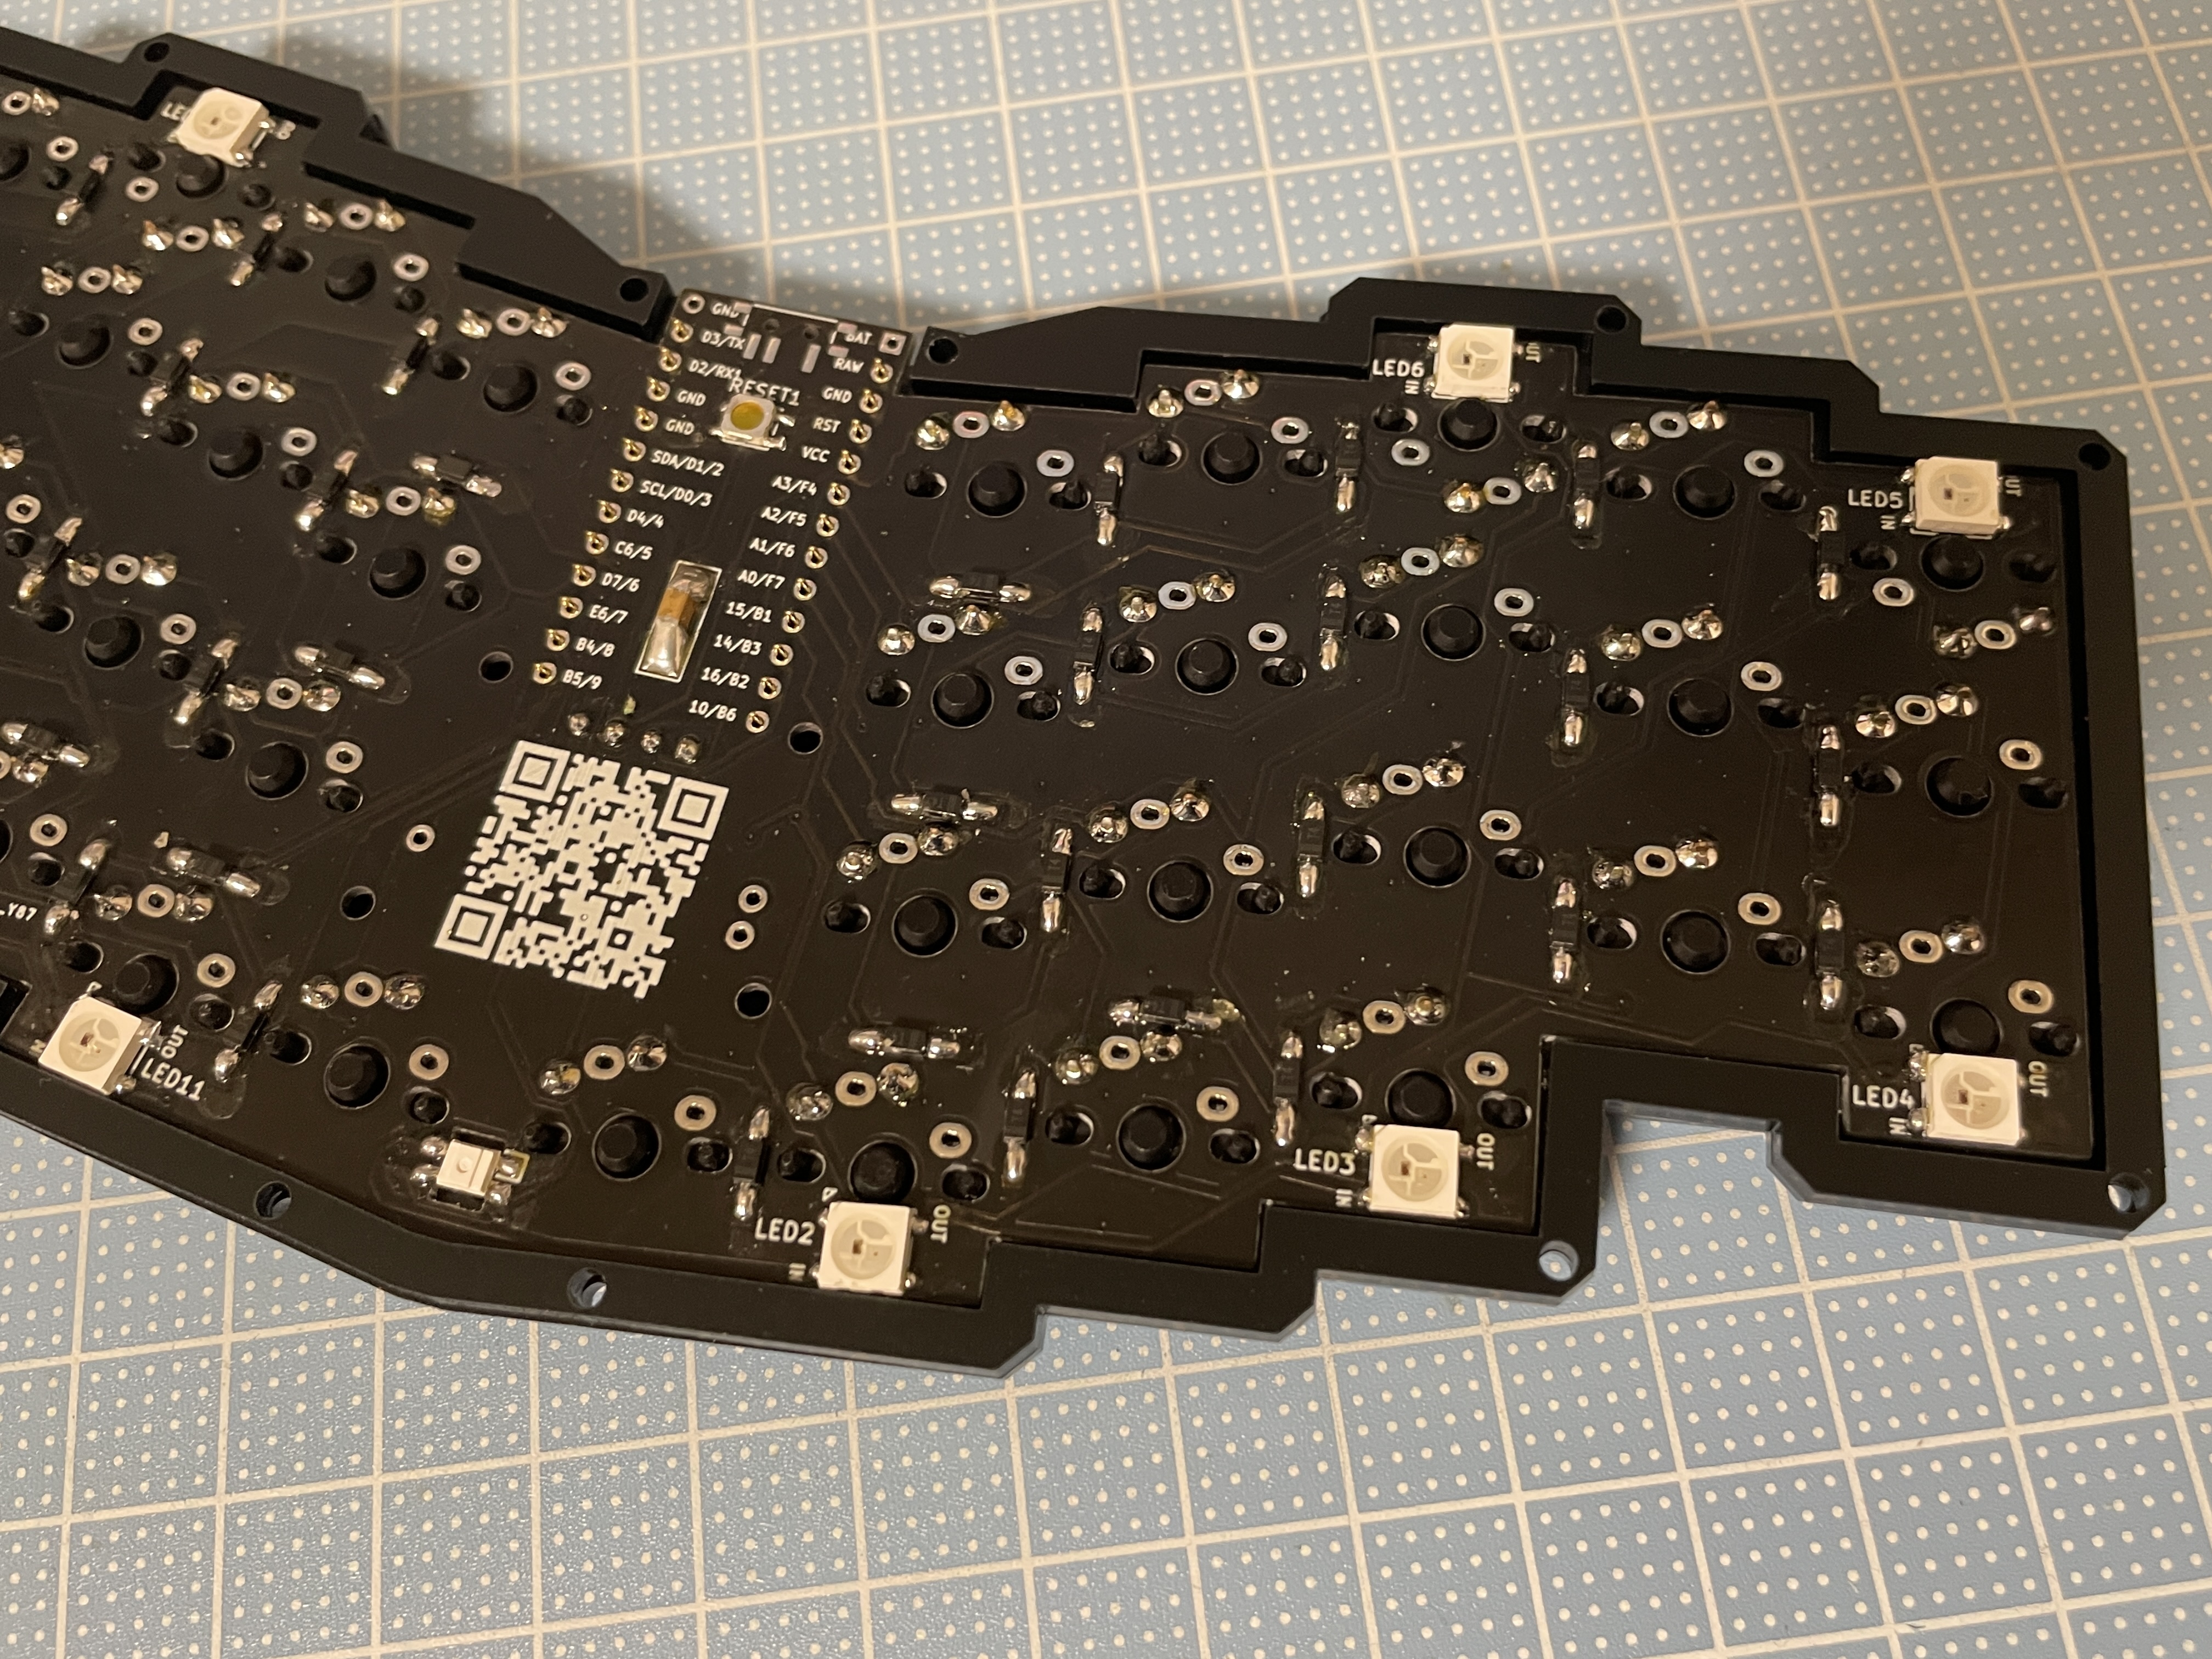 GND
BAT
D3/TX
RAW
D2/RX1
GND
RESET1
GND
RST
GND
VCC
SDA/D1/2
A3/F4
SCL/D0/3
A2/F5
D4/4
A1/F6
C6/5
A0/F7
D7/6
15/B1
E6/7
14/B3
B4/8
16/B2
B5/9
10/B6
LED6
IN
LED5
IN
LED4
IN
OUT
LED3
IN
OUT
LED2
IN
OUT
OUT
LED11